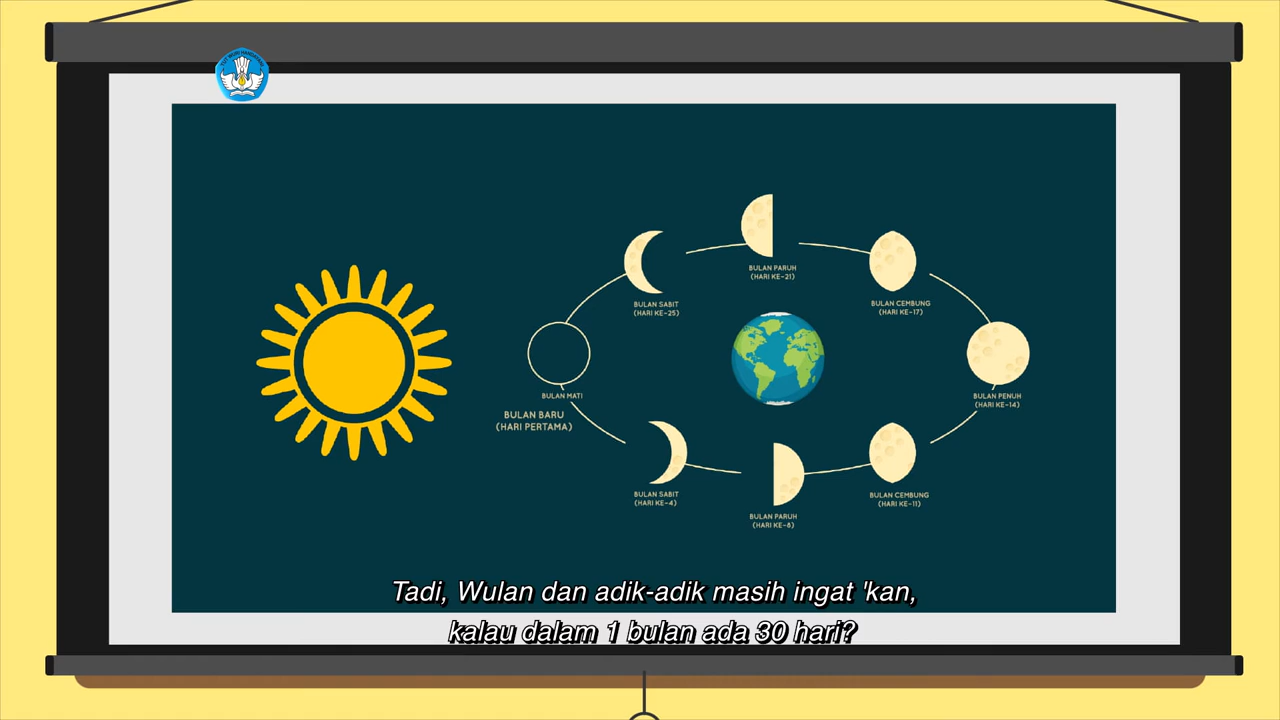 BULAN PARUH
(HARI KE-21)
BULAN SABIT
(HARI KE-25)
BULAN CEMBUNG
(HARI KE-17)
BULAN MATI
BULAN BARU
(HARI PERTAMA)
BULAN PENUH
(HARI KE-14)
BULAN SABIT
(HARI KE-4)
BULAN PARUH
(HARI KE-8)
BULAN CEMBUNG
(HARI KE-11)
Tadi, Wulan dan adik-adik masih ingat 'kan,
kalau dalam 1 bulan ada 30 hari?